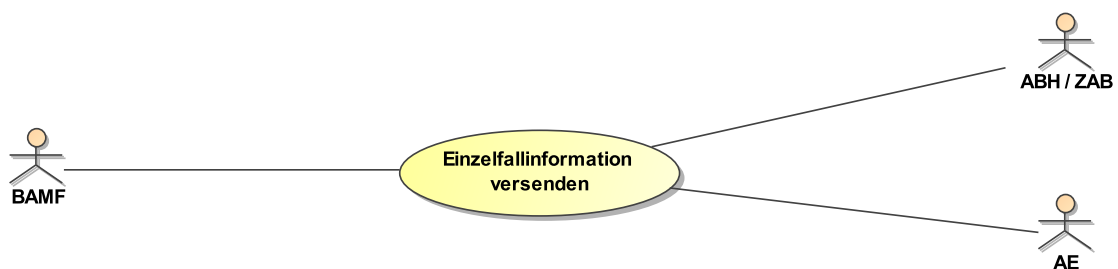 ABH / ZAB
Einzelfallinformation
versenden
BAMF
AE